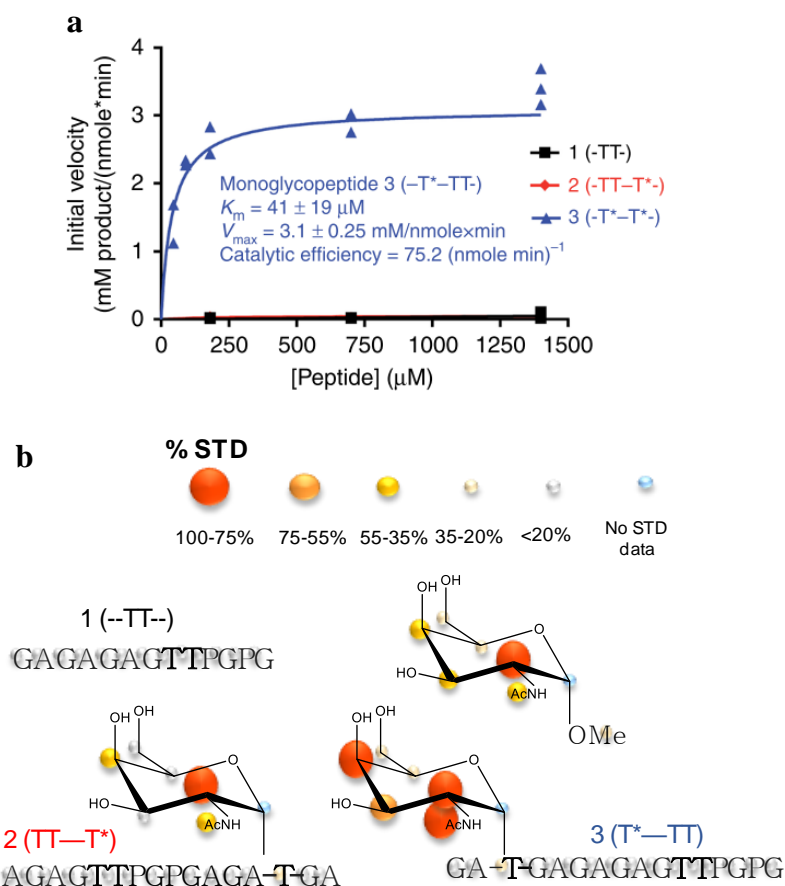 a
4
3
2
1
0
Initial velocity
(mM product/(nmole*min)
Monoglycopeptide 3 (–T*–TT-)
Km = 41 ± 19 μM
Vmax = 3.1 ± 0.25 mM/nmole×min
Catalytic efficiency = 75.2 (nmole min)–1
1 (-TT-)
2 (-TT–T*-)
3 (-T*–T*-)
0 250 500 750 1000 1250 1500
[Peptide] (μM)
b
% STD
100-75% 75-55% 55-35% 35-20% <20% No STD
data
OH OH
O
HO
AcNH
OMe
1 (--TT--)
GAGAGAGTTPGPG
OH OH
O
HO
AcNH
2 (TT—T*)
AGAGTTPGPGAGA-T-GA
OH OH
O
HO
AcNH
3 (T*—TT)
GA-T-GAGAGAGTTPGPG